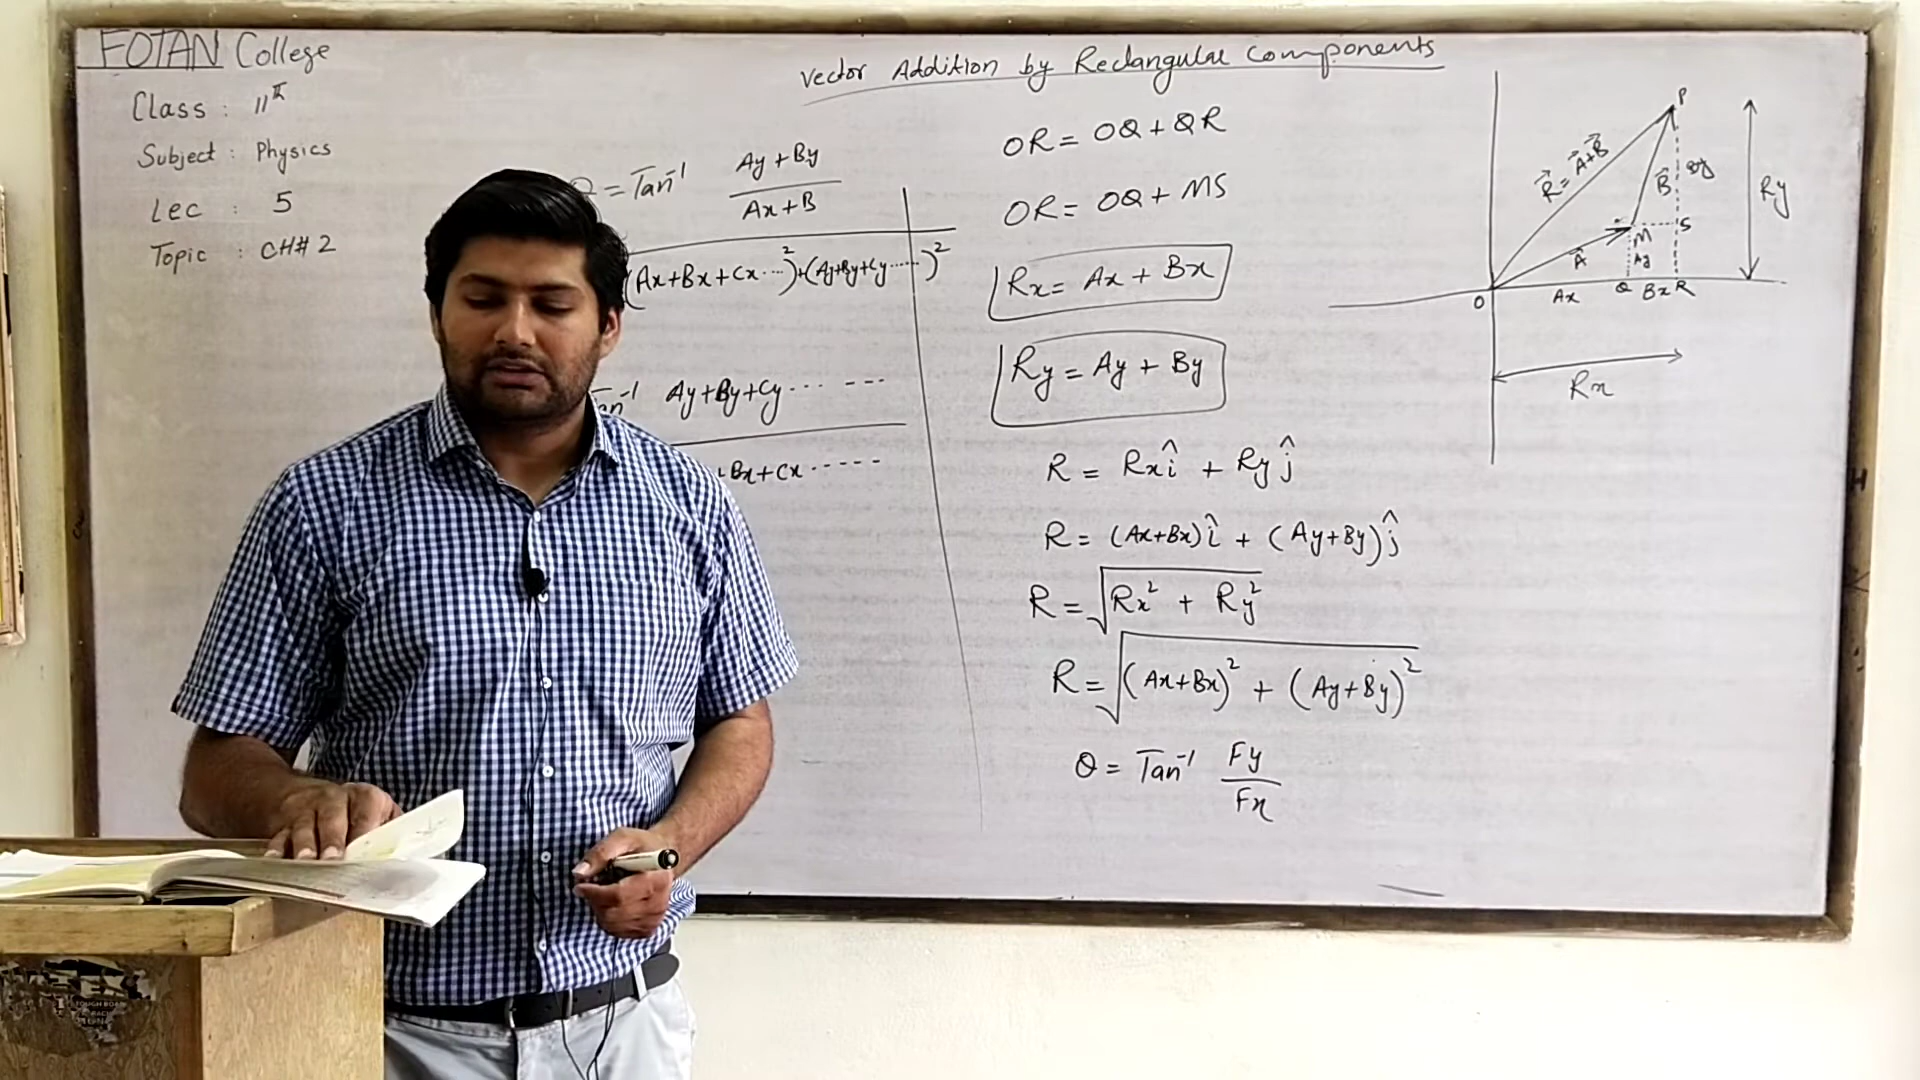 FOTAN College
Class : 11th
Subject : Physics
Lec : 5
Topic : CH# 2
Vector Addition by Rectangular Components
= Tan⁻¹ Ay + By / Ax + B
(Ax+Bx+Cx....)²+(Ay+By+Cy......)²
an⁻¹ Ay+By+Cy... ---
Bx+Cx.....
OR = OQ + QR
OR = OQ + MS
Rx = Ax + Bx
Ry = Ay + By
R = Rx î + Ry ĵ
R = (Ax+Bx) î + (Ay+By) ĵ
R = √Rx² + Ry²
R = √(Ax+Bx)² + (Ay+By)²
θ = Tan⁻¹ Fy / Fx
P
R⃗ = A⃗+B⃗
B⃗
By
Ry
M
S
A⃗
Ay
O
Ax
Q
Bx
R
Rx